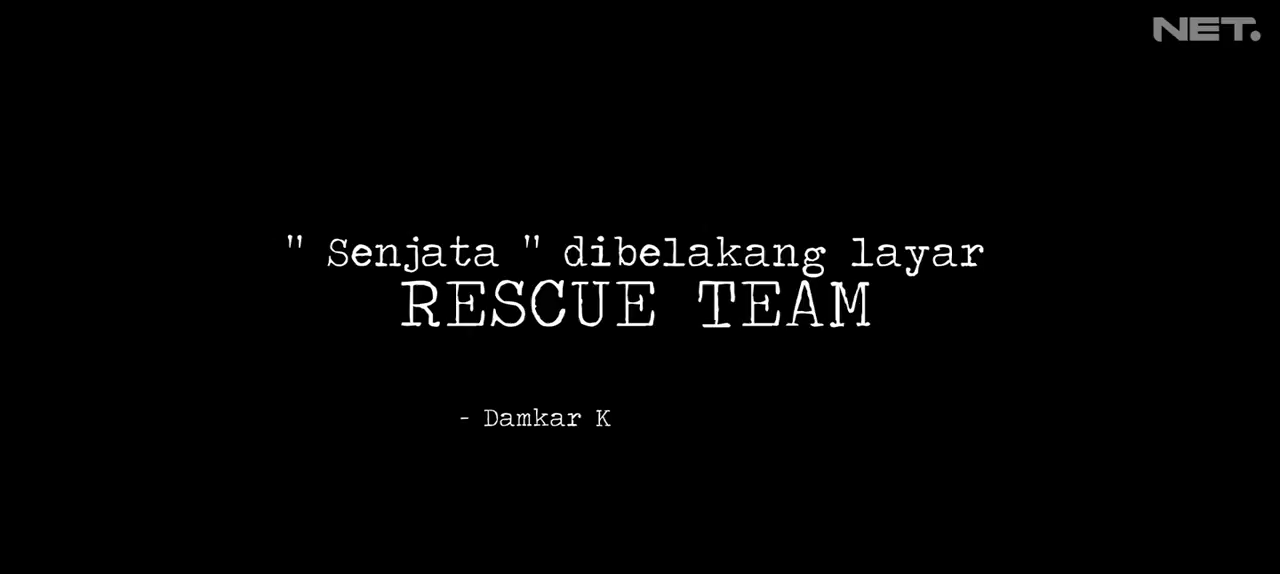 NET.
" Senjata " dibelakang layar
RESCUE TEAM
- Damkar K